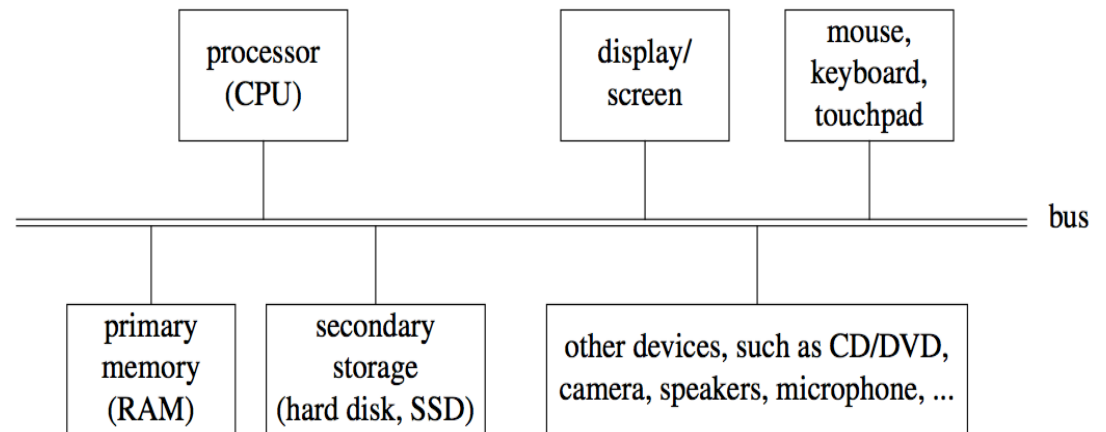 processor
(CPU)
display/
screen
mouse,
keyboard,
touchpad
bus
primary
memory
(RAM)
secondary
storage
(hard disk, SSD)
other devices, such as CD/DVD,
camera, speakers, microphone, ...